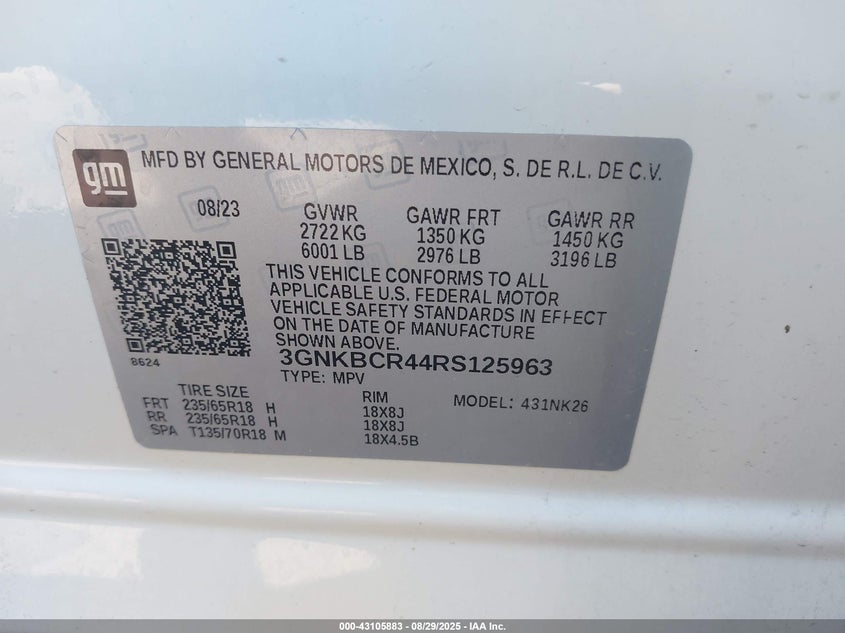 gm
MFD BY GENERAL MOTORS DE MEXICO, S. DE R.L. DE C.V.
08/23 GVWR GAWR FRT GAWR RR
2722 KG 1350 KG 1450 KG
6001 LB 2976 LB 3196 LB
THIS VEHICLE CONFORMS TO ALL
APPLICABLE U.S. FEDERAL MOTOR
VEHICLE SAFETY STANDARDS IN EFFECT
ON THE DATE OF MANUFACTURE
SHOWN ABOVE.
8624
3GNKBCR44RS125963
TYPE: MPV
TIRE SIZE RIM MODEL: 431NK26
FRT 235/65R18 H 18X8J
RR 235/65R18 H 18X8J
SPA T135/70R18 M 18X4.5B
000-43105883 | 08/29/2025 - IAA Inc.